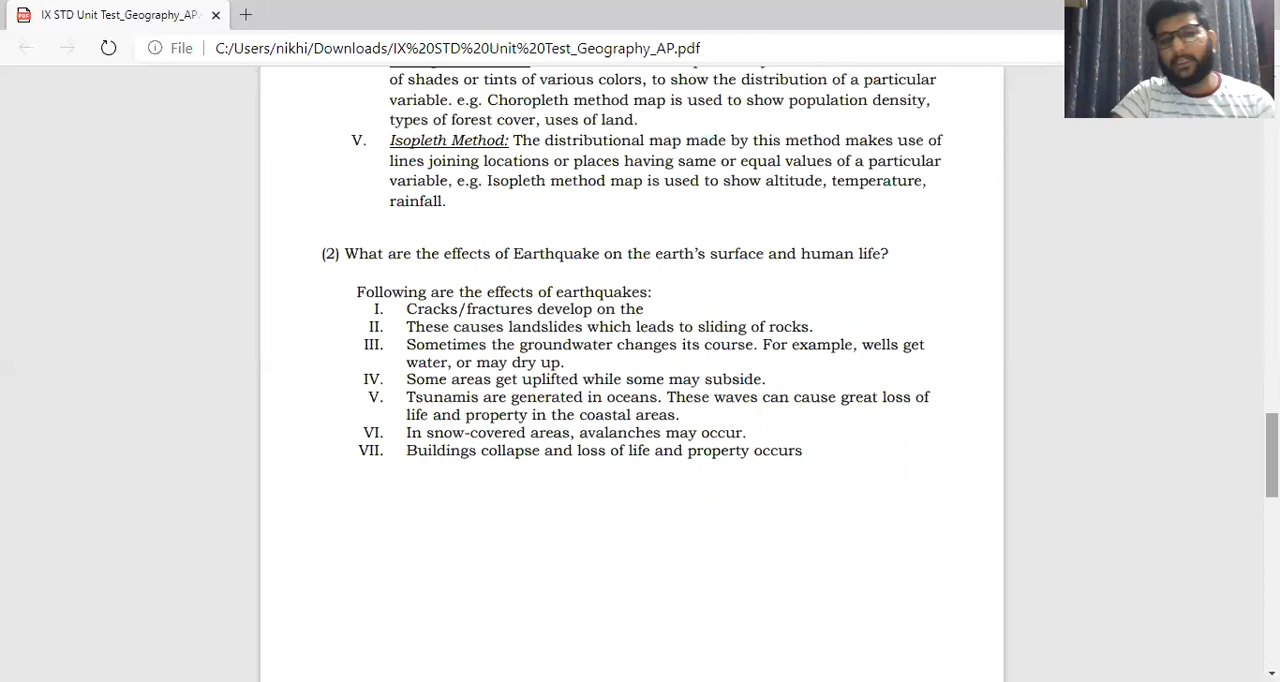 IX STD Unit Test_Geography_AP.
File
C:/Users/nikhi/Downloads/IX%20STD%20Unit%20Test_Geography_AP.pdf
of shades or tints of various colors, to show the distribution of a particular
variable. e.g. Choropleth method map is used to show population density,
types of forest cover, uses of land.
V. Isopleth Method: The distributional map made by this method makes use of
lines joining locations or places having same or equal values of a particular
variable, e.g. Isopleth method map is used to show altitude, temperature,
rainfall.
(2) What are the effects of Earthquake on the earth's surface and human life?
Following are the effects of earthquakes:
I. Cracks/fractures develop on the
II. These causes landslides which leads to sliding of rocks.
III. Sometimes the groundwater changes its course. For example, wells get
water, or may dry up.
IV. Some areas get uplifted while some may subside.
V. Tsunamis are generated in oceans. These waves can cause great loss of
life and property in the coastal areas.
VI. In snow-covered areas, avalanches may occur.
VII. Buildings collapse and loss of life and property occurs